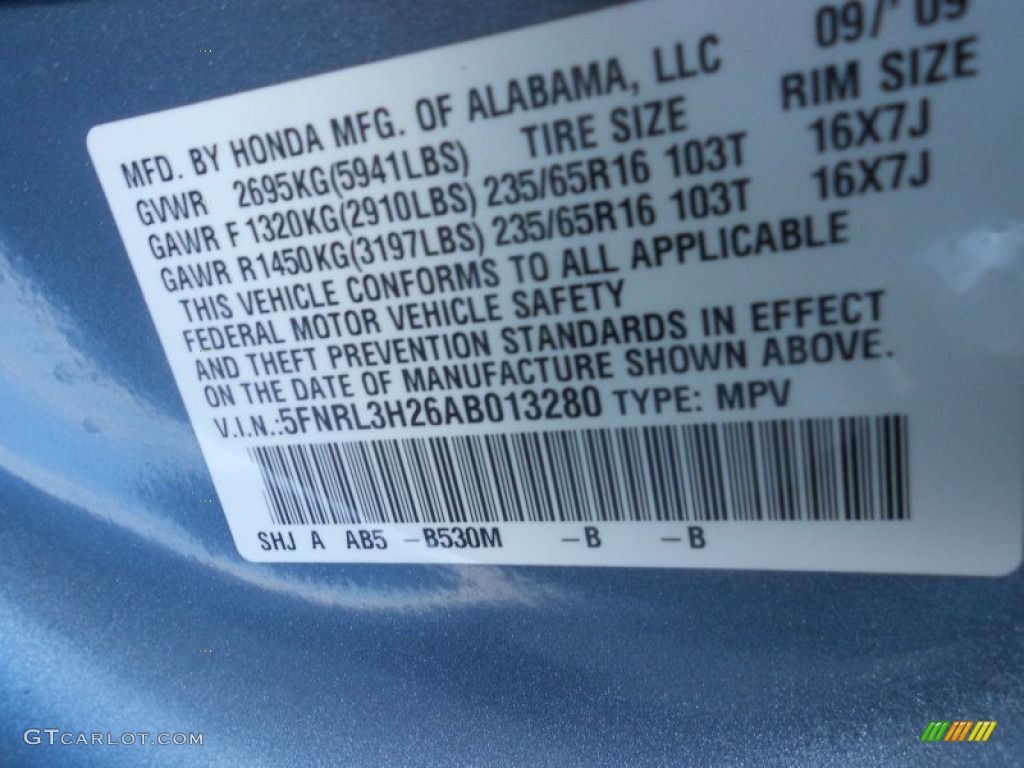 09/'09
MFD. BY HONDA MFG. OF ALABAMA, LLC
GVWR 2695KG(5941LBS) TIRE SIZE RIM SIZE
GAWR F1320KG(2910LBS) 235/65R16 103T 16X7J
GAWR R1450KG(3197LBS) 235/65R16 103T 16X7J
THIS VEHICLE CONFORMS TO ALL APPLICABLE
FEDERAL MOTOR VEHICLE SAFETY
AND THEFT PREVENTION STANDARDS IN EFFECT
ON THE DATE OF MANUFACTURE SHOWN ABOVE.
V.I.N.:5FNRL3H26AB013280 TYPE: MPV
SHJ A AB5 -B530M -B -B
GTCARLOT.COM